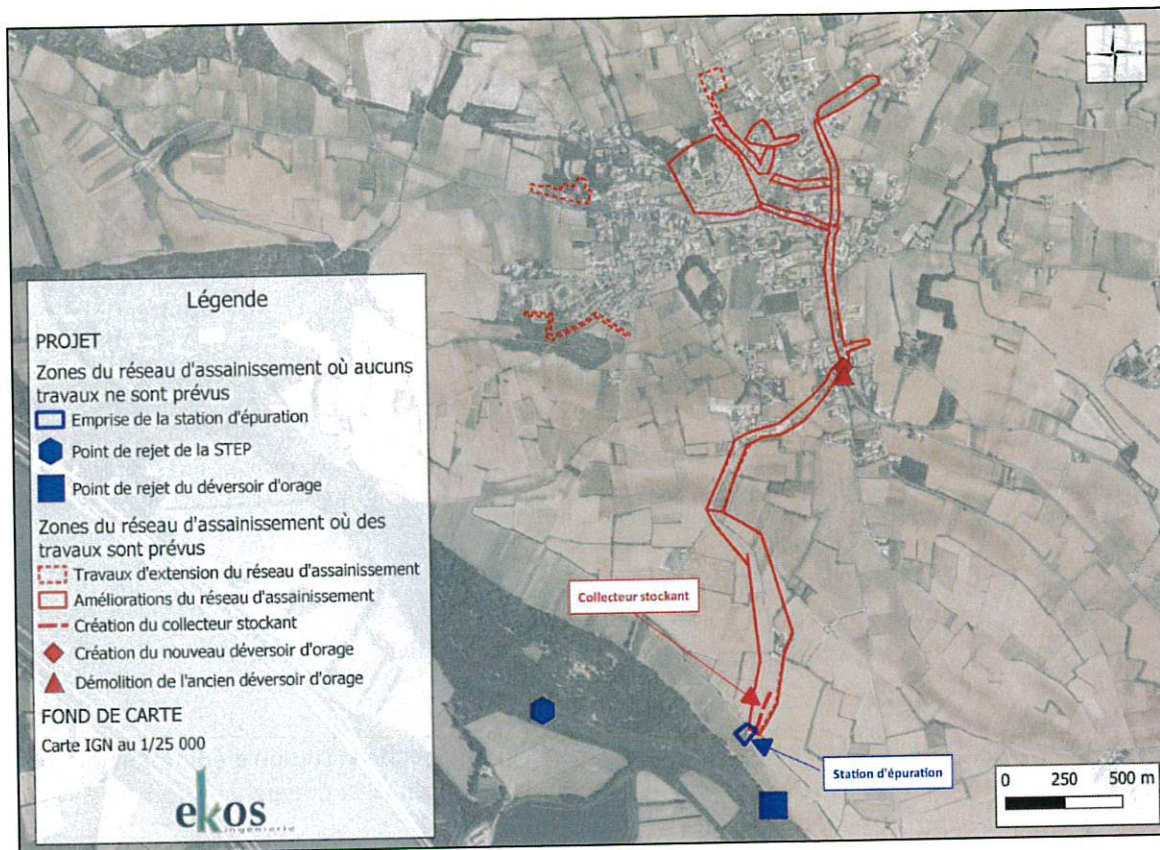 Légende
PROJET
Zones du réseau d'assainissement où aucuns
travaux ne sont prévus
Emprise de la station d'épuration
Point de rejet de la STEP
Point de rejet du déversoir d'orage
Zones du réseau d'assainissement où des
travaux sont prévus
Travaux d'extension du réseau d'assainissement
Améliorations du réseau d'assainissement
Création du collecteur stockant
Création du nouveau déversoir d'orage
Démolition de l'ancien déversoir d'orage
FOND DE CARTE
Carte IGN au 1/25 000
ekos
ingénierie
Collecteur stockant
Station d'épuration
0 250 500 m